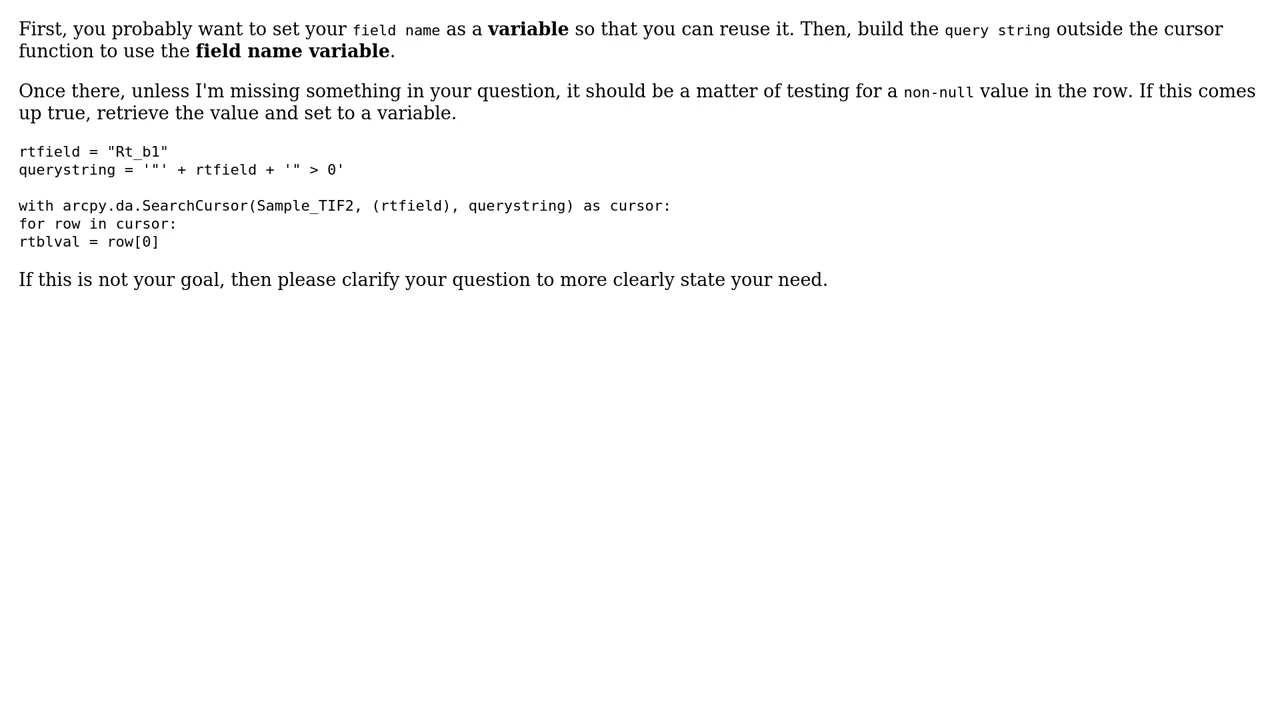 First, you probably want to set your field name as a variable so that you can reuse it. Then, build the query string outside the cursor
function to use the field name variable.
Once there, unless I'm missing something in your question, it should be a matter of testing for a non-null value in the row. If this comes
up true, retrieve the value and set to a variable.
rtfield = "Rt_b1"
querystring = '"' + rtfield + '" > 0'
with arcpy.da.SearchCursor(Sample_TIF2, (rtfield), querystring) as cursor:
for row in cursor:
rtblval = row[0]
If this is not your goal, then please clarify your question to more clearly state your need.